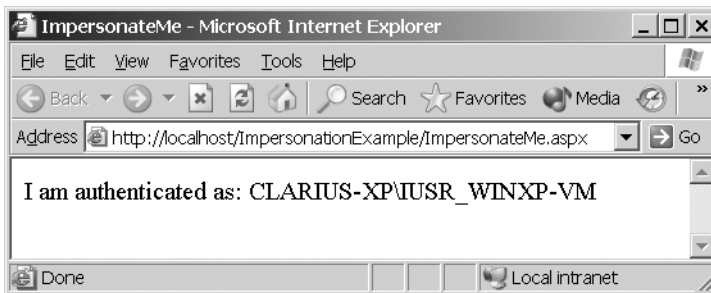 ImpersonateMe - Microsoft Internet Explorer
File Edit View Favorites Tools Help
Back Search Favorites Media »
Address http://localhost/ImpersonationExample/ImpersonateMe.aspx Go
I am authenticated as: CLARIUS-XP\IUSR_WINXP-VM
Done Local intranet